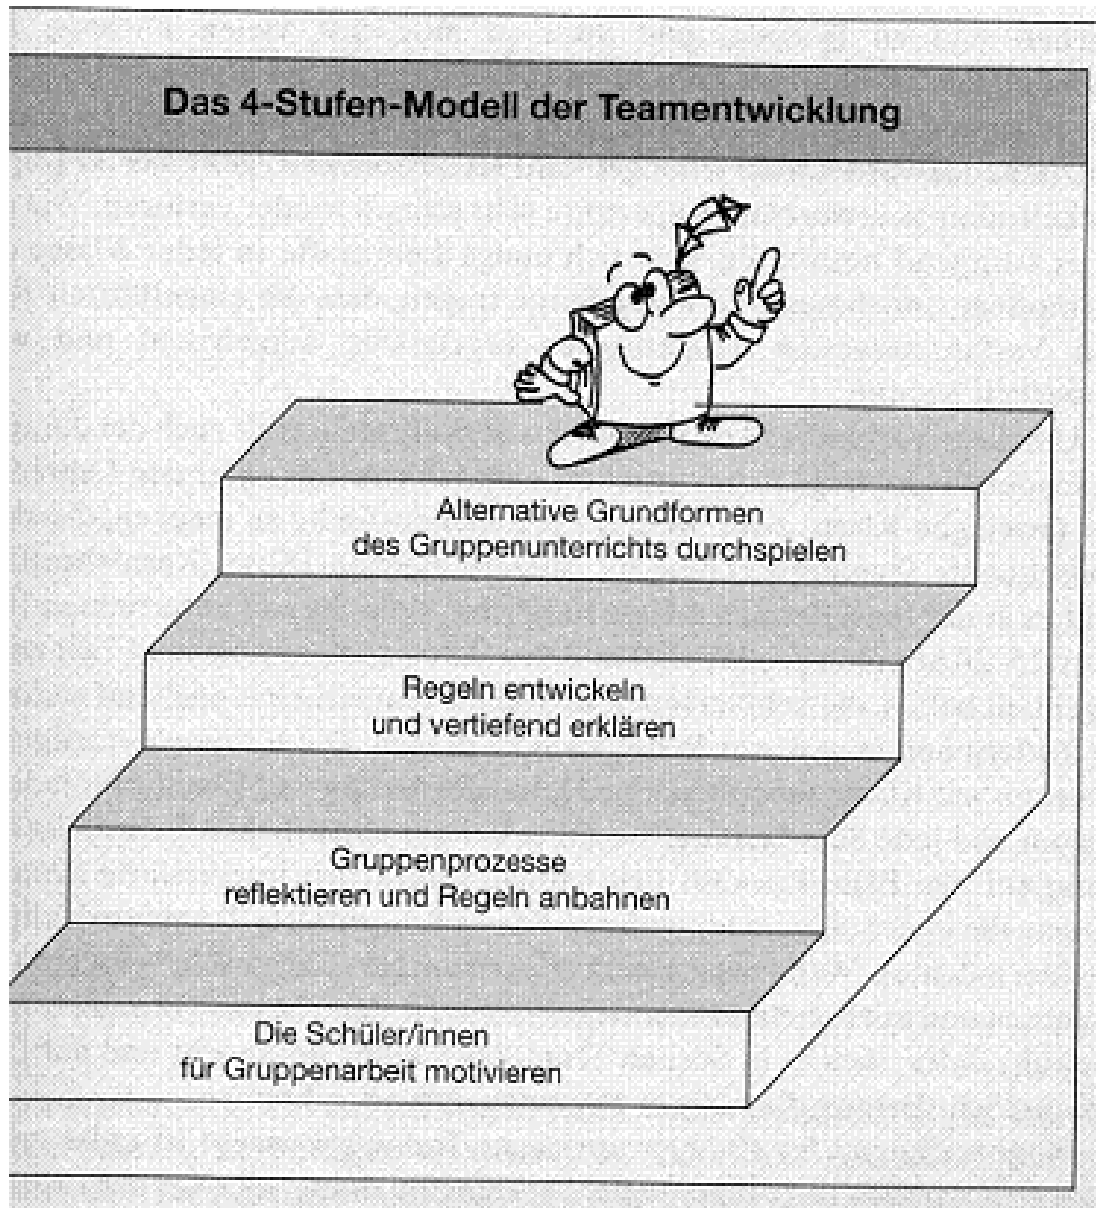 Das 4-Stufen-Modell der Teamentwicklung
Alternative Grundformen
des Gruppenunterrichts durchspielen
Regeln entwickeln
und vertiefend erklären
Gruppenprozesse
reflektieren und Regeln anbahnen
Die Schüler/innen
für Gruppenarbeit motivieren